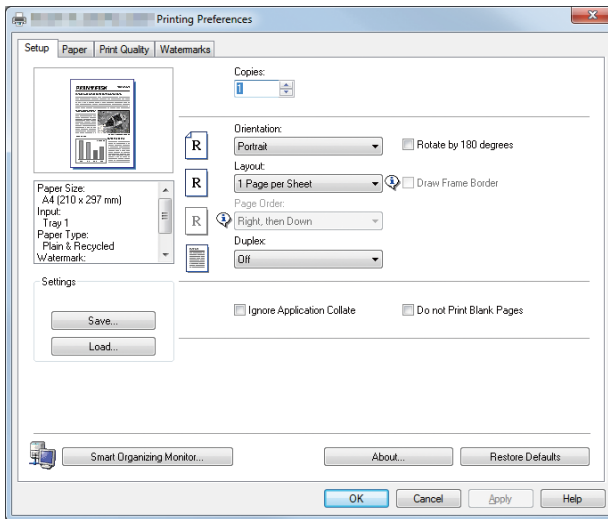 Printing Preferences
Setup Paper Print Quality Watermarks
Copies:
1
Orientation:
R Portrait Rotate by 180 degrees
Layout:
R 1 Page per Sheet Draw Frame Border
Page Order:
R Right, then Down
Duplex:
Off
Paper Size:
A4 (210 x 297 mm)
Input:
Tray 1
Paper Type:
Plain & Recycled
Watermark:
Settings
Save...
Load...
Ignore Application Collate Do not Print Blank Pages
Smart Organizing Monitor... About... Restore Defaults
OK Cancel Apply Help